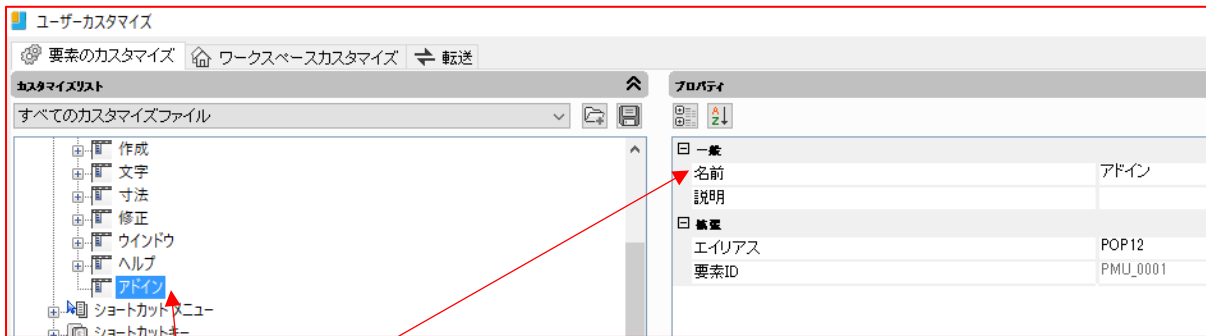 ユーザーカスタマイズ
要素のカスタマイズ ワークスペースカスタマイズ 転送
カスタマイズリスト
すべてのカスタマイズファイル
作成
文字
寸法
修正
ウインドウ
ヘルプ
アドイン
ショートカットメニュー
ショートカットキー
プロパティ
一般
名前 アドイン
説明
拡張
エイリアス POP12
要素ID PMU_0001